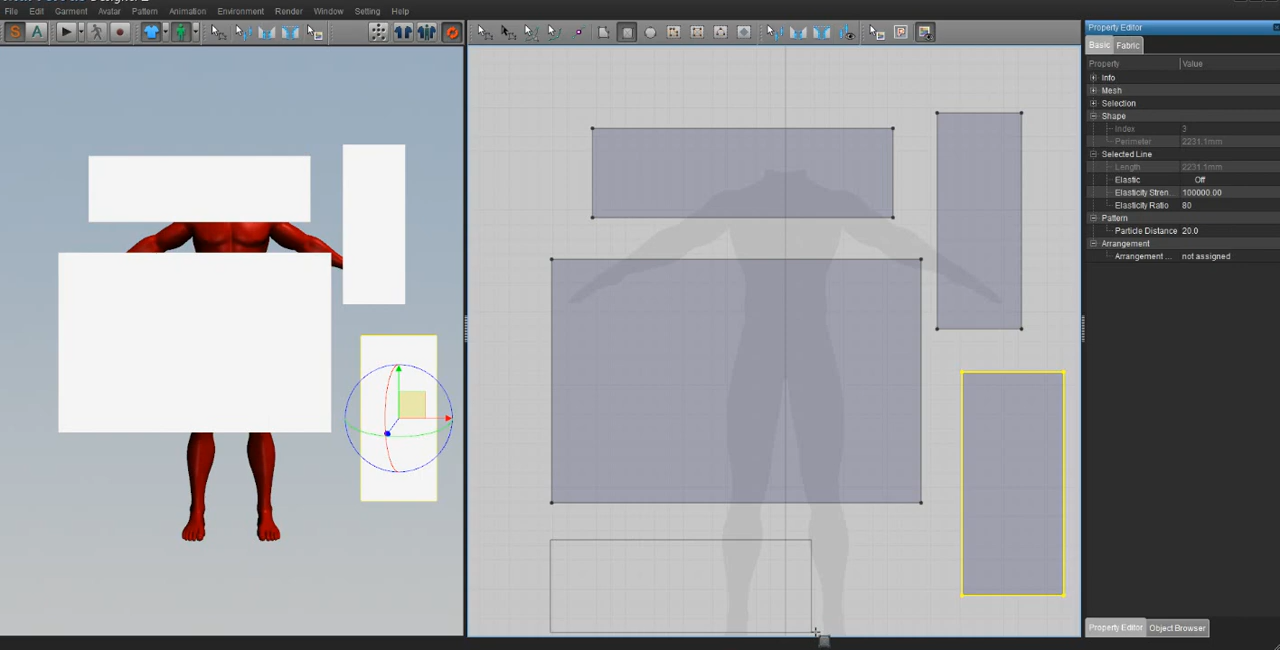 File Edit Garment Avatar Pattern Animation Environment Render Window Setting Help
S A
Property Editor
Basic Fabric
Property Value
Info
Mesh
Selection
Shape
Index 3
Perimeter 2231.1mm
Selected Line
Length 2231.1mm
Elastic Off
Elasticity Stren... 100000.00
Elasticity Ratio 80
Pattern
Particle Distance 20.0
Arrangement
Arrangement ... not assigned
Property Editor Object Browser